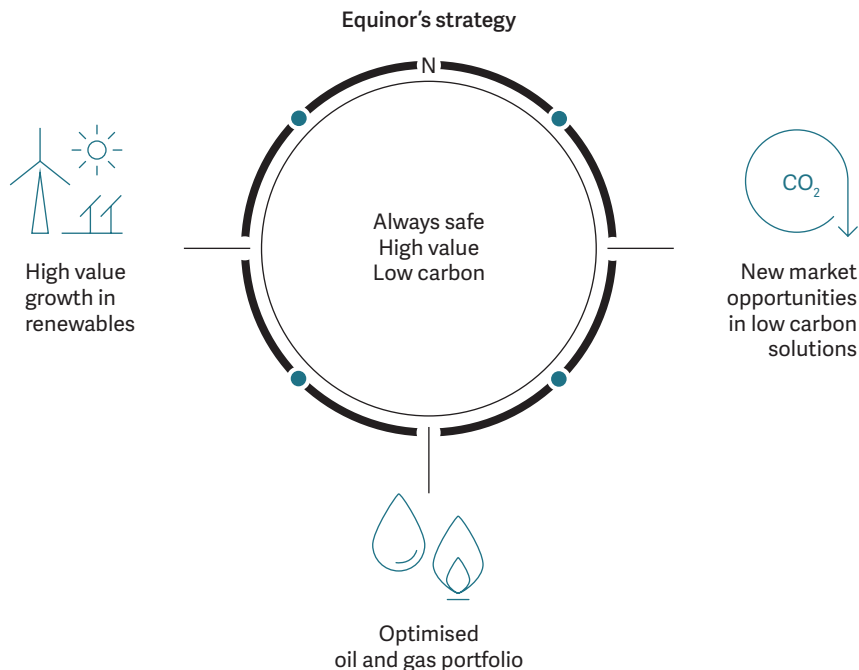 Equinor’s strategy
N
Always safe
High value
Low carbon
High value
growth in
renewables
CO₂
New market
opportunities
in low carbon
solutions
Optimised
oil and gas portfolio